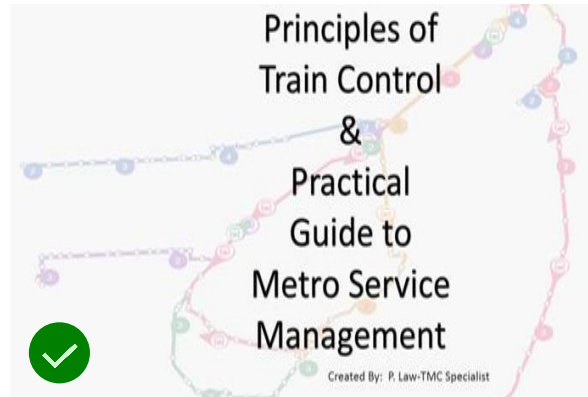 Principles of
Train Control
&
Practical
Guide to
Metro Service
Management
Created By:  P. Law-TMC Specialist